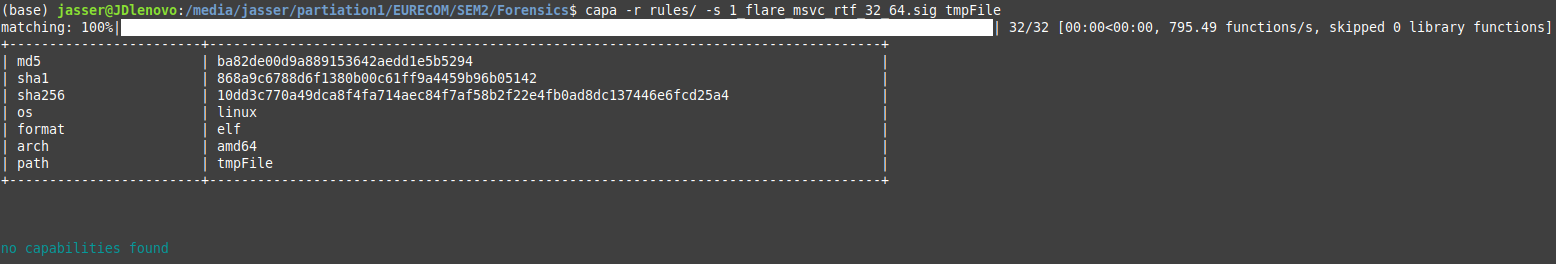 (base) jasser@JDlenovo:/media/jasser/partiation1/EURECOM/SEM2/Forensics$ capa -r rules/ -s 1_flare_msvc_rtf_32_64.sig tmpFile
matching: 100%| | 32/32 [00:00<00:00, 795.49 functions/s, skipped 0 library functions]
+------------------------+------------------------------------------------------------------------------------+
| md5 | ba82de00d9a889153642aedd1e5b5294 |
| sha1 | 868a9c6788d6f1380b00c61ff9a4459b96b05142 |
| sha256 | 10dd3c770a49dca8f4fa714aec84f7af58b2f22e4fb0ad8dc137446e6fcd25a4 |
| os | linux |
| format | elf |
| arch | amd64 |
| path | tmpFile |
+------------------------+------------------------------------------------------------------------------------+
no capabilities found